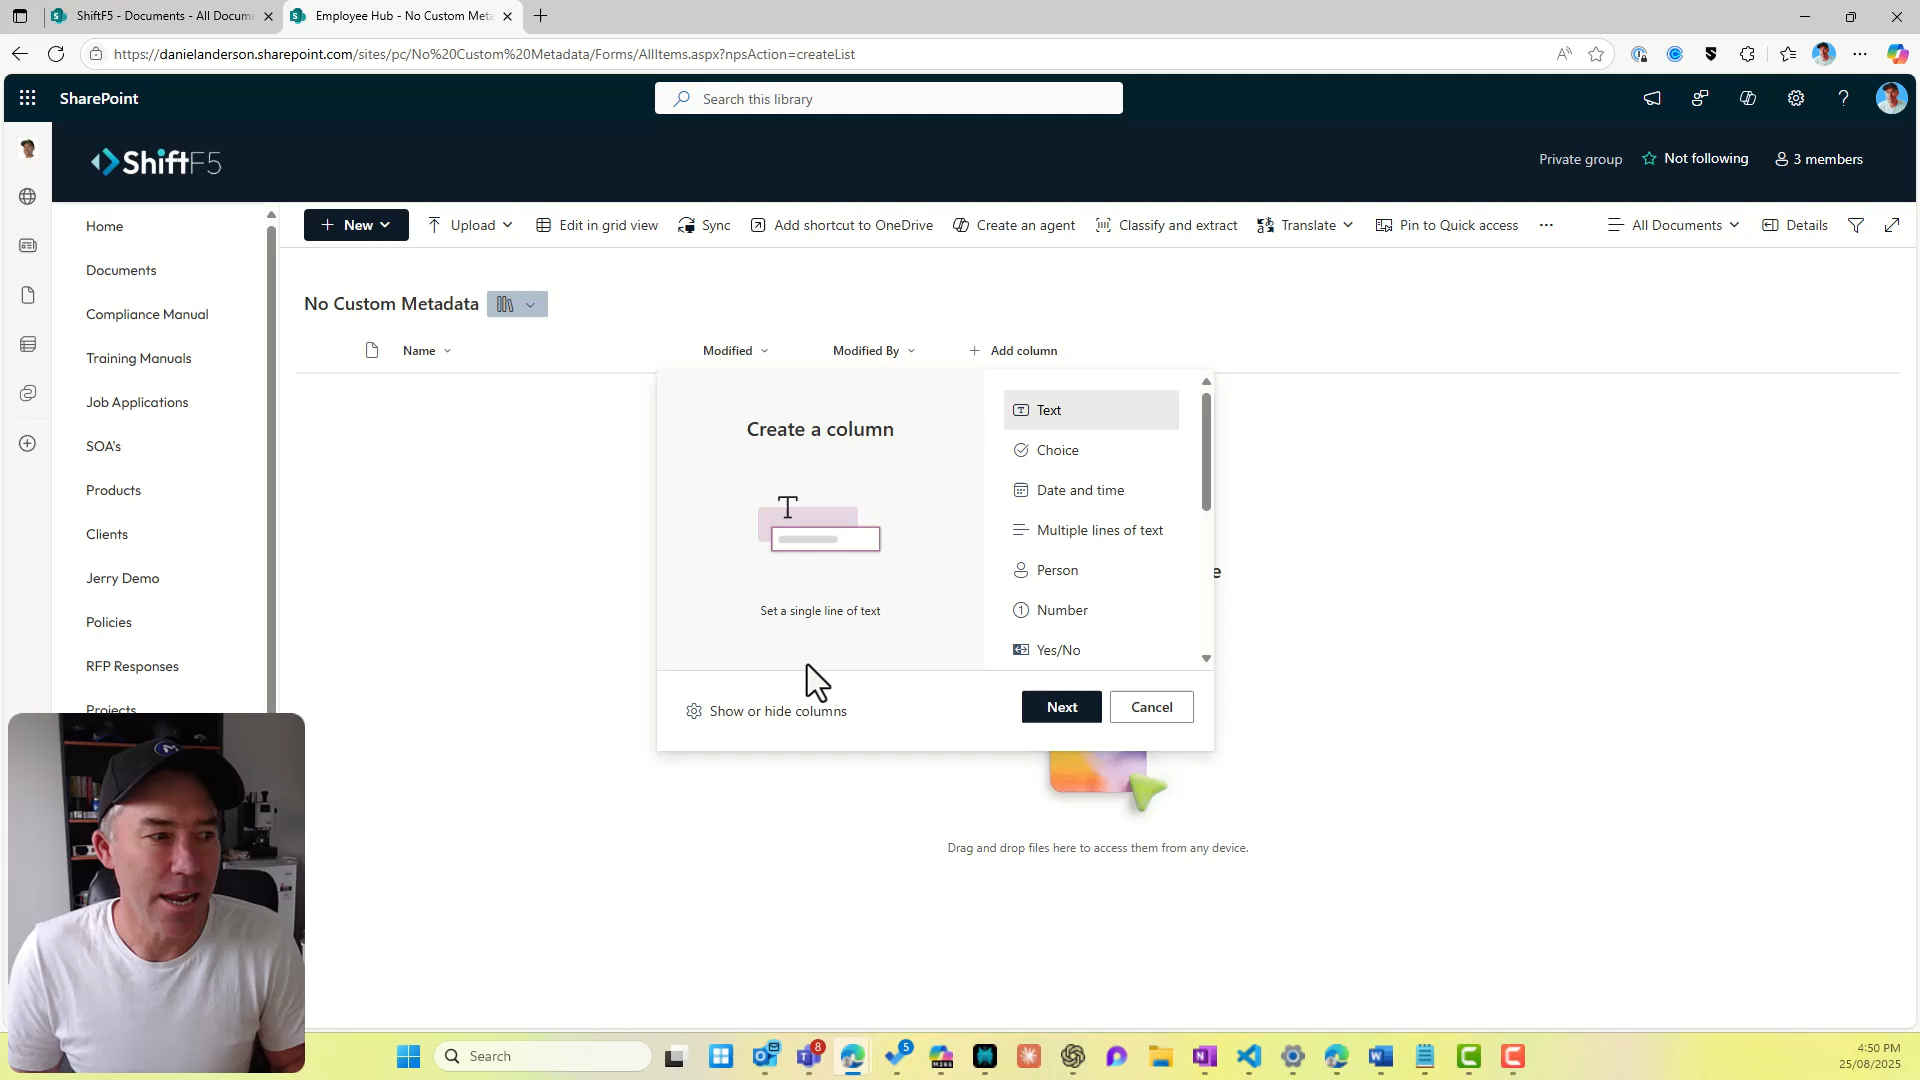 ShiftF5 - Documents - All Docum
Employee Hub - No Custom Meta
https://danielanderson.sharepoint.com/sites/pc/No%20Custom%20Metadata/Forms/AllItems.aspx?npsAction=createList
SharePoint
Search this library
ShiftF5
Private group
Not following
3 members
Home
Documents
Compliance Manual
Training Manuals
Job Applications
SOA's
Products
Clients
Jerry Demo
Policies
RFP Responses
Projects
New
Upload
Edit in grid view
Sync
Add shortcut to OneDrive
Create an agent
Classify and extract
Translate
Pin to Quick access
All Documents
Details
No Custom Metadata
Name
Modified
Modified By
Add column
Create a column
T
Set a single line of text
Text
Choice
Date and time
Multiple lines of text
Person
Number
Yes/No
e
Show or hide columns
Next
Cancel
Drag and drop files here to access them from any device.
Search
8
5
4:50 PM
25/08/2025